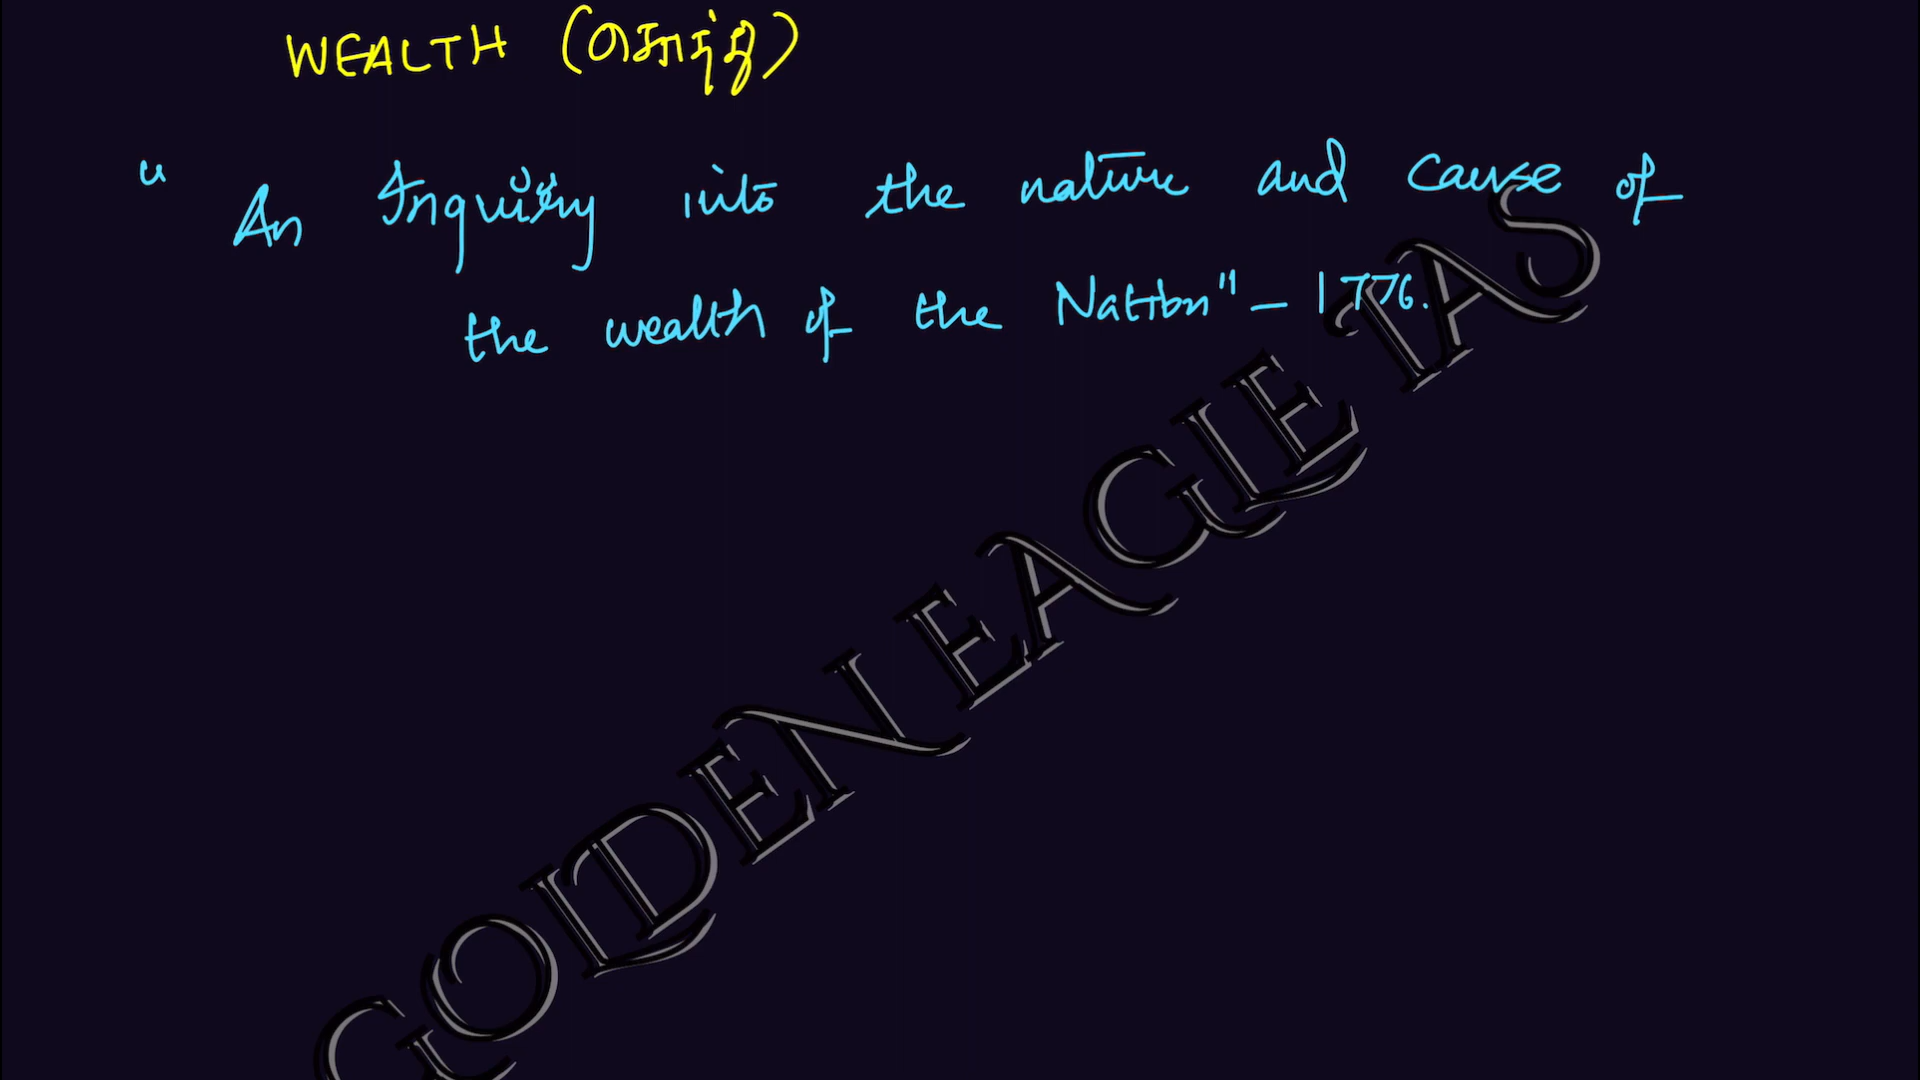 WEALTH
“ An Inquiry into the nature and cause of
the wealth of the Nation" – 1776.
GOLDEN EAGLE IAS